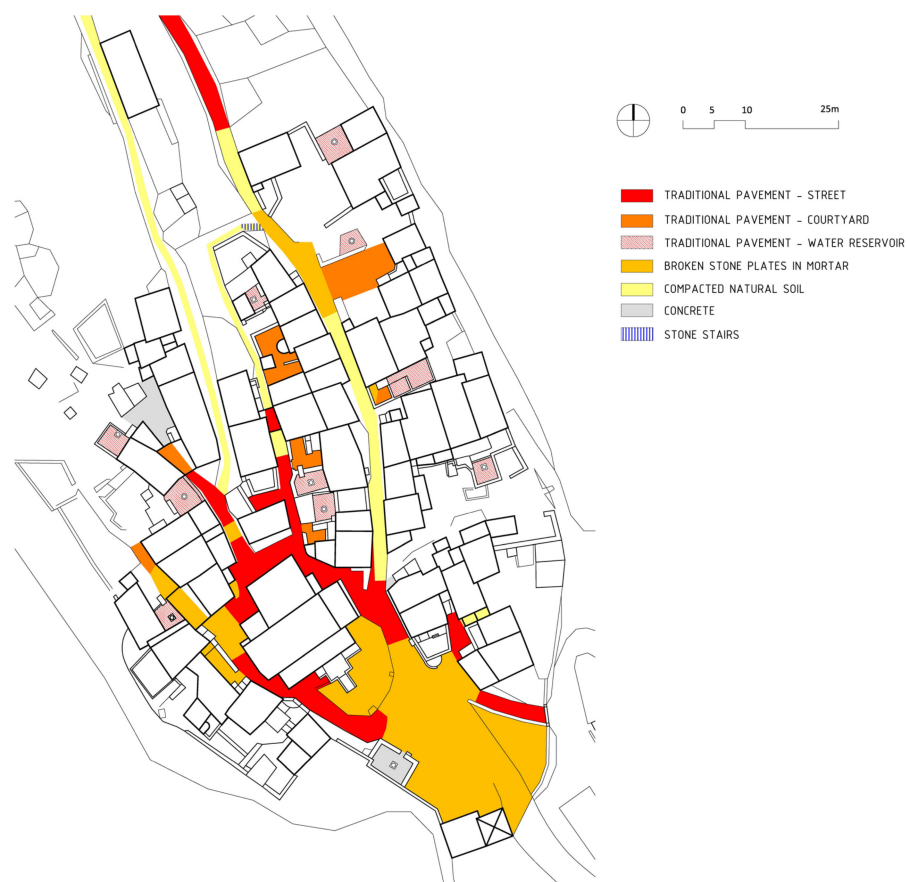 0 5 10 25m
TRADITIONAL PAVEMENT – STREET
TRADITIONAL PAVEMENT – COURTYARD
TRADITIONAL PAVEMENT – WATER RESERVOIR
BROKEN STONE PLATES IN MORTAR
COMPACTED NATURAL SOIL
CONCRETE
STONE STAIRS